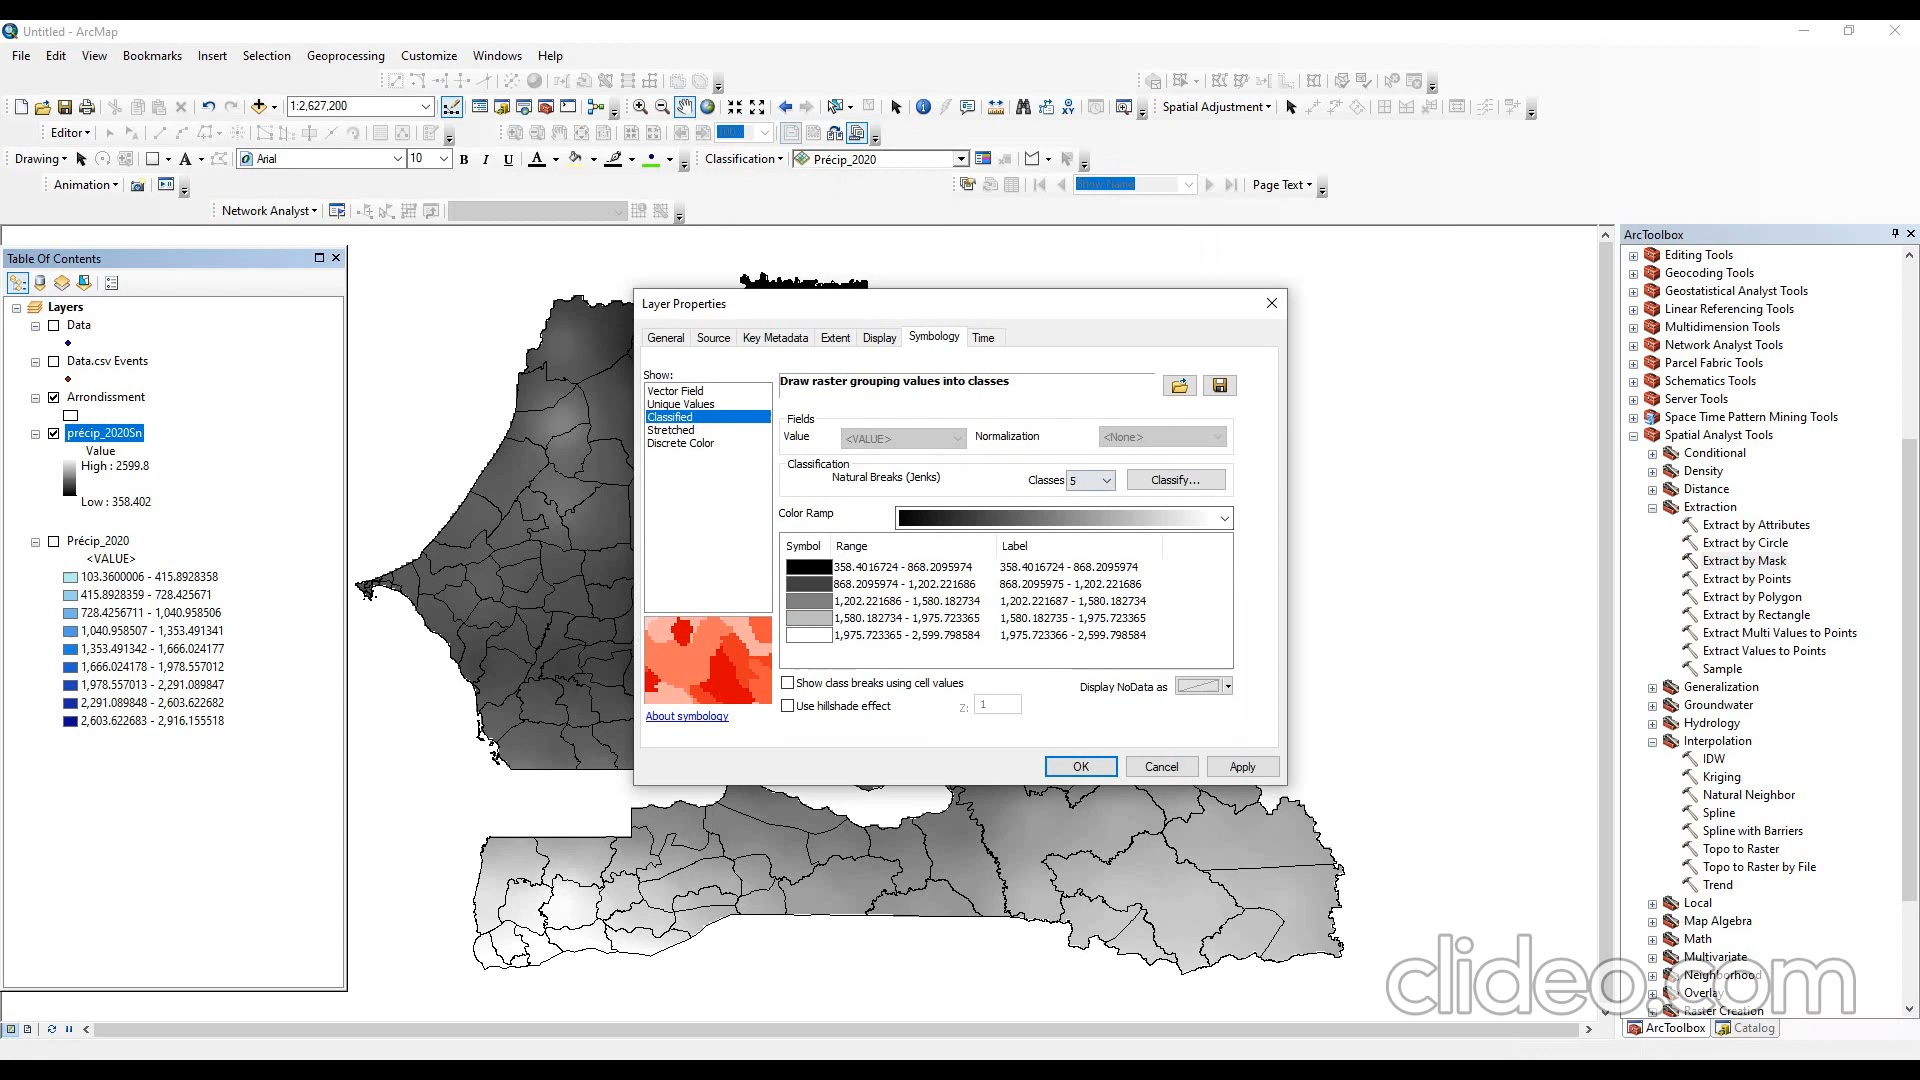 Untitled - ArcMap
File Edit View Bookmarks Insert Selection Geoprocessing Customize Windows Help
1:2,627,200
Spatial Adjustment
Editor
Drawing Arial 10 B I U A Classification Précip_2020
Animation Page Text
Network Analyst
Table Of Contents
Layers
Data
Data.csv Events
Arrondissment
précip_2020Sn
Value
High : 2599.8
Low : 358.402
Précip_2020
<VALUE>
103.3600006 - 415.8928358
415.8928359 - 728.425671
728.4256711 - 1,040.958506
1,040.958507 - 1,353.491341
1,353.491342 - 1,666.024177
1,666.024178 - 1,978.557012
1,978.557013 - 2,291.089847
2,291.089848 - 2,603.622682
2,603.622683 - 2,916.155518
Layer Properties
General Source Key Metadata Extent Display Symbology Time
Show:
Vector Field
Unique Values
Classified
Stretched
Discrete Color
About symbology
Draw raster grouping values into classes
Fields
Value <VALUE> Normalization <None>
Classification
Natural Breaks (Jenks) Classes 5 Classify...
Color Ramp
Symbol Range Label
358.4016724 - 868.2095974 358.4016724 - 868.2095974
868.2095974 - 1,202.221686 868.2095975 - 1,202.221686
1,202.221686 - 1,580.182734 1,202.221687 - 1,580.182734
1,580.182734 - 1,975.723365 1,580.182735 - 1,975.723365
1,975.723365 - 2,599.798584 1,975.723366 - 2,599.798584
Show class breaks using cell values
Display NoData as
Use hillshade effect Z: 1
OK Cancel Apply
ArcToolbox
Editing Tools
Geocoding Tools
Geostatistical Analyst Tools
Linear Referencing Tools
Multidimension Tools
Network Analyst Tools
Parcel Fabric Tools
Schematics Tools
Server Tools
Space Time Pattern Mining Tools
Spatial Analyst Tools
Conditional
Density
Distance
Extraction
Extract by Attributes
Extract by Circle
Extract by Mask
Extract by Points
Extract by Polygon
Extract by Rectangle
Extract Multi Values to Points
Extract Values to Points
Sample
Generalization
Groundwater
Hydrology
Interpolation
IDW
Kriging
Natural Neighbor
Spline
Spline with Barriers
Topo to Raster
Topo to Raster by File
Trend
Local
Map Algebra
Math
Multivariate
Neighborhood
Overlay
Raster Creation
ArcToolbox Catalog
clideo.com